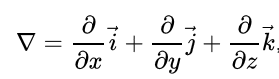 ∇ = ∂/∂x i⃗ + ∂/∂y j⃗ + ∂/∂z k⃗,